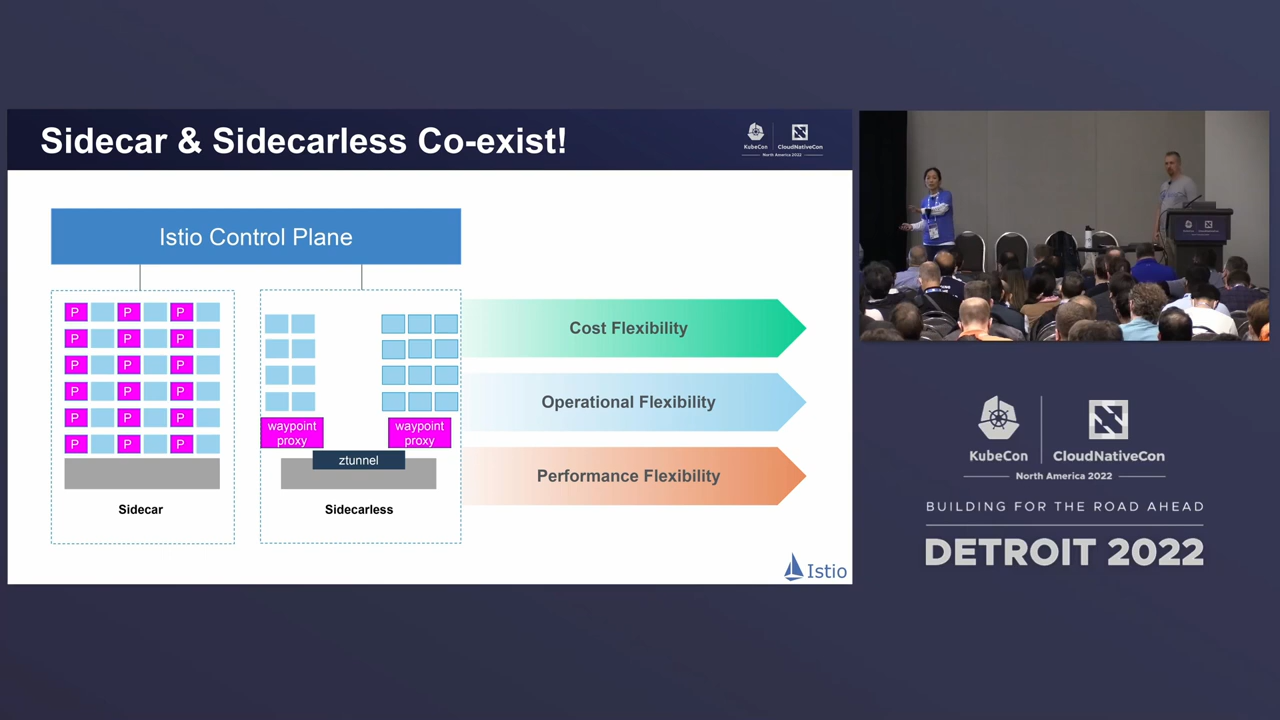 Sidecar & Sidecarless Co-exist!
KubeCon
CloudNativeCon
North America 2022
Istio Control Plane
P P P
P P P
P P P
P P P
P P P
P P P
Sidecar
waypoint
proxy
waypoint
proxy
ztunnel
Sidecarless
Cost Flexibility
Operational Flexibility
Performance Flexibility
Istio
KubeCon
CloudNativeCon
North America 2022
BUILDING FOR THE ROAD AHEAD
DETROIT 2022